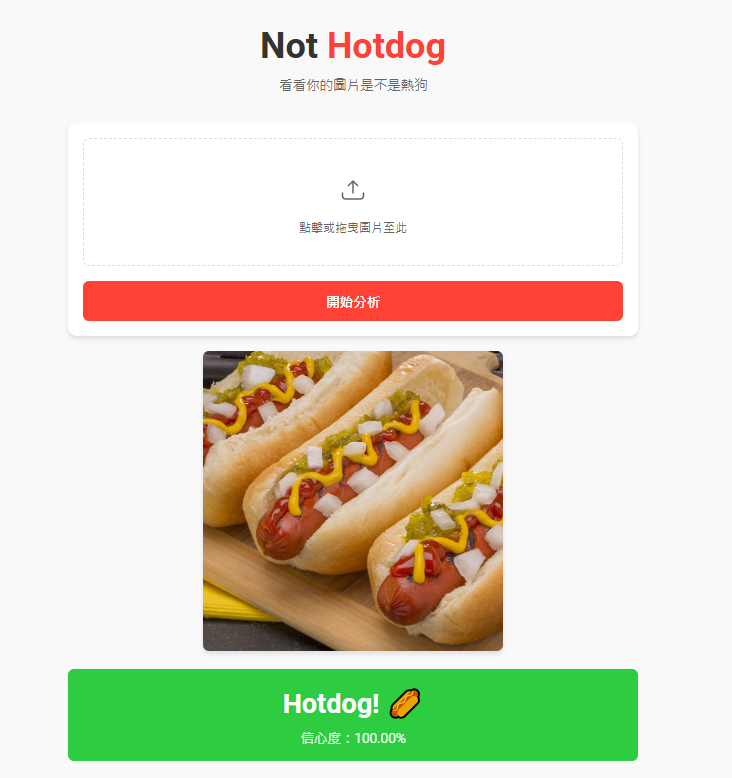 Not Hotdog
看看你的圖片是不是熱狗
點擊或拖曳圖片至此
開始分析
Hotdog! 🌭
信心度：100.00%